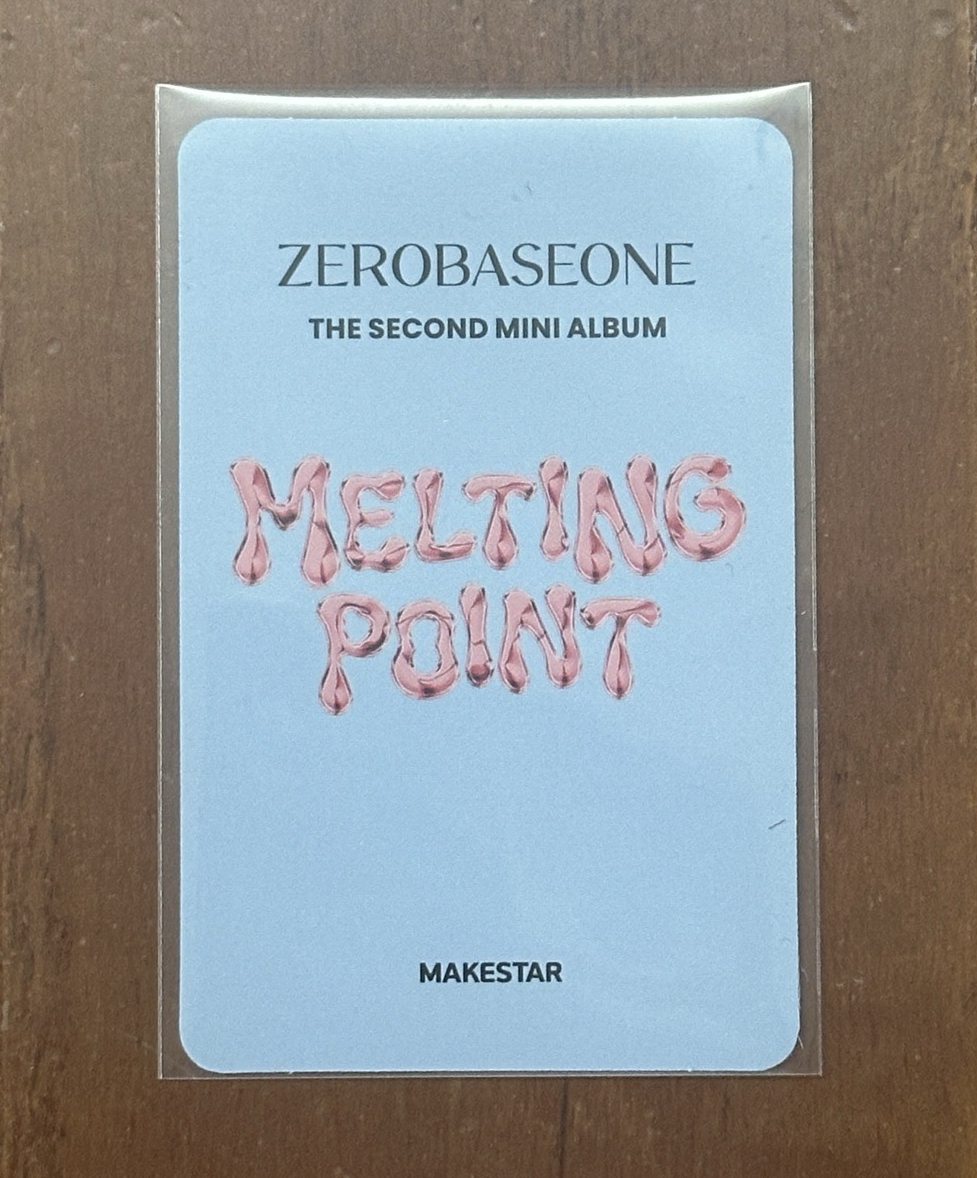 ZEROBASEONE
THE SECOND MINI ALBUM
MELTING
POINT
MAKESTAR